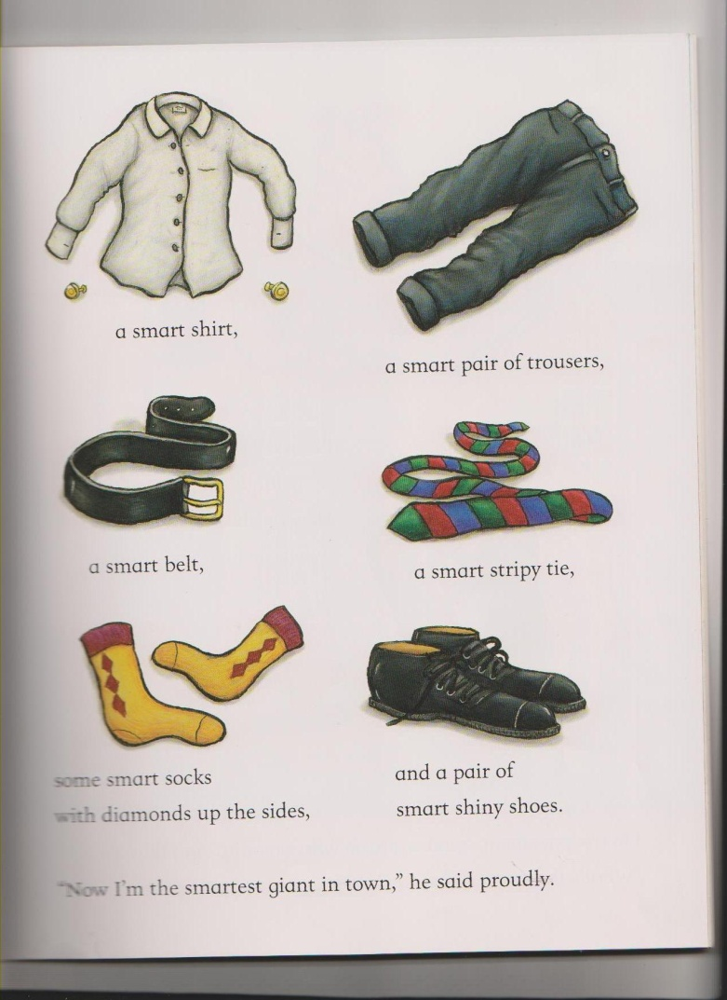 a smart shirt,
a smart pair of trousers,
a smart belt,
a smart stripy tie,
some smart socks
with diamonds up the sides,
and a pair of
smart shiny shoes.
“Now I’m the smartest giant in town,” he said proudly.